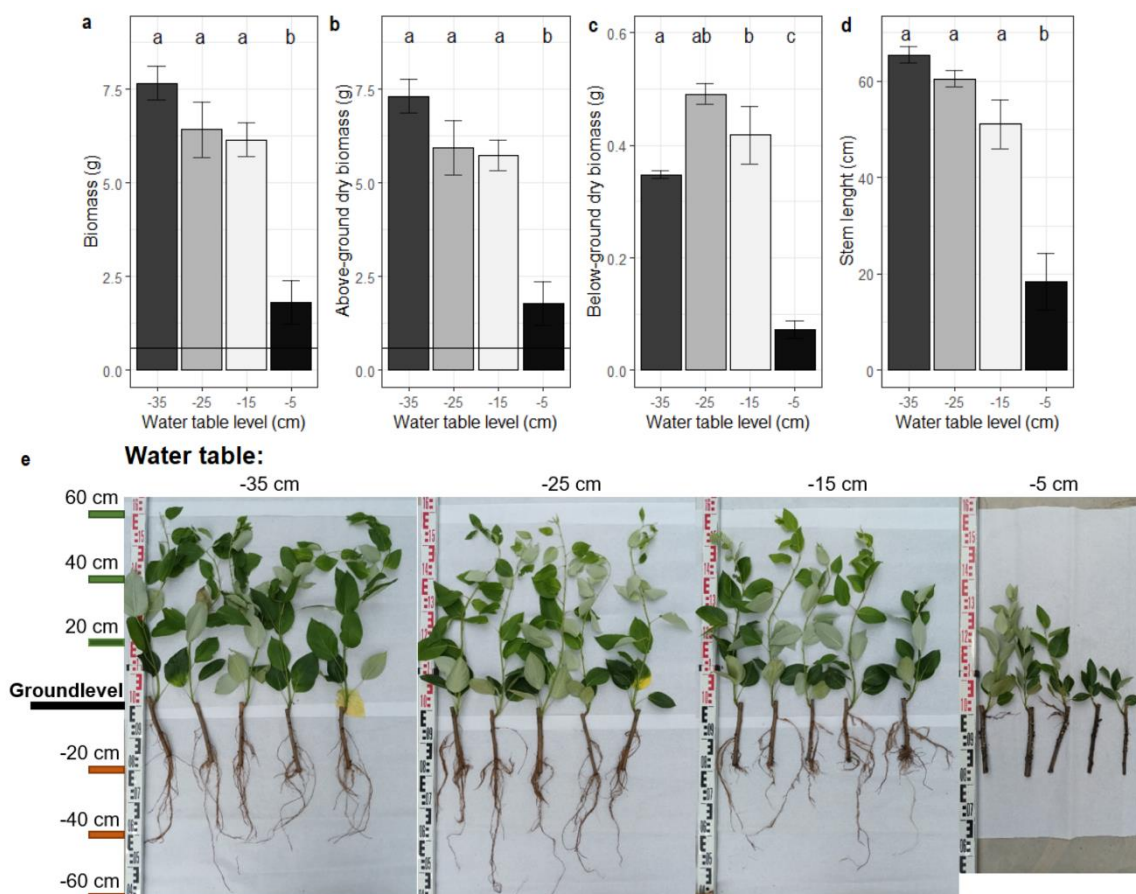 a
a a a b
Biomass (g)
7.5
5.0
2.5
0.0
-35 -25 -15 -5
Water table level (cm)
b
a a a b
Above-ground dry biomass (g)
7.5
5.0
2.5
0.0
-35 -25 -15 -5
Water table level (cm)
c
a ab b c
Below-ground dry biomass (g)
0.6
0.4
0.2
0.0
-35 -25 -15 -5
Water table level (cm)
d
a a a b
Stem lenght (cm)
60
40
20
0
-35 -25 -15 -5
Water table level (cm)
e
Water table:
-35 cm -25 cm -15 cm -5 cm
60 cm
40 cm
20 cm
Groundlevel
-20 cm
-40 cm
-60 cm